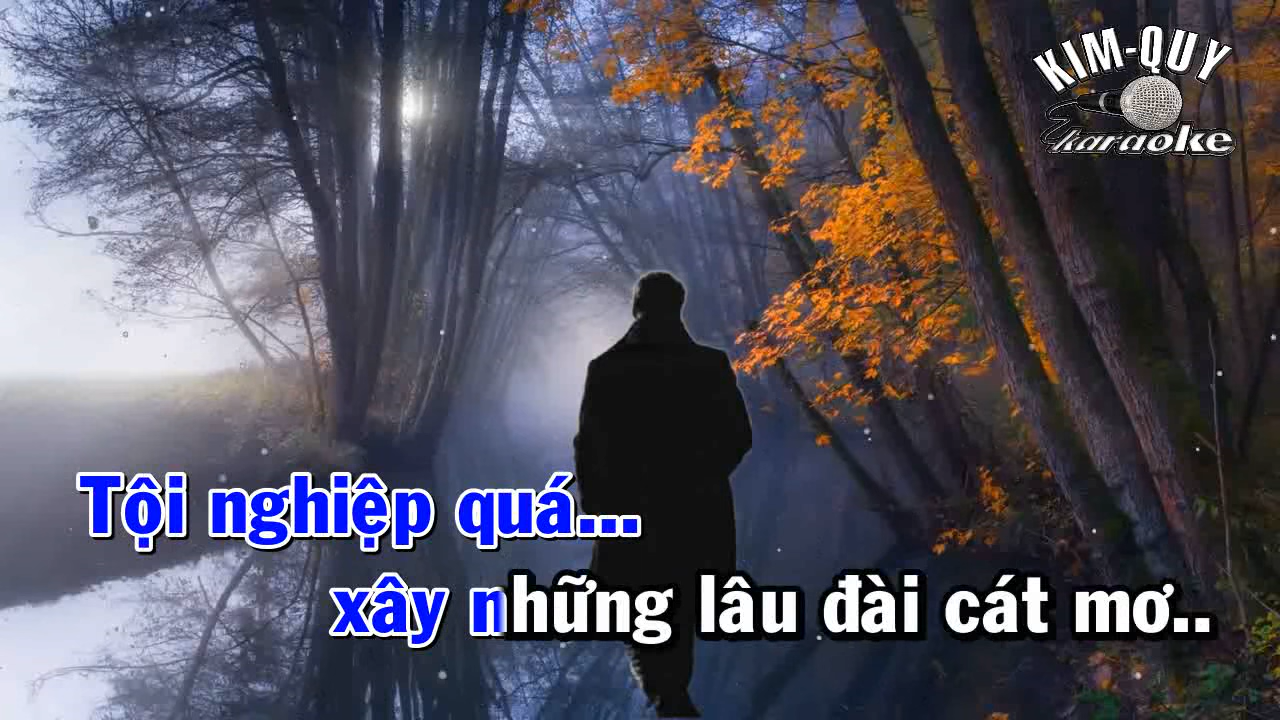 KIM-QUY
karaoke
Tội nghiệp quá...
xây những lâu đài cát mơ..